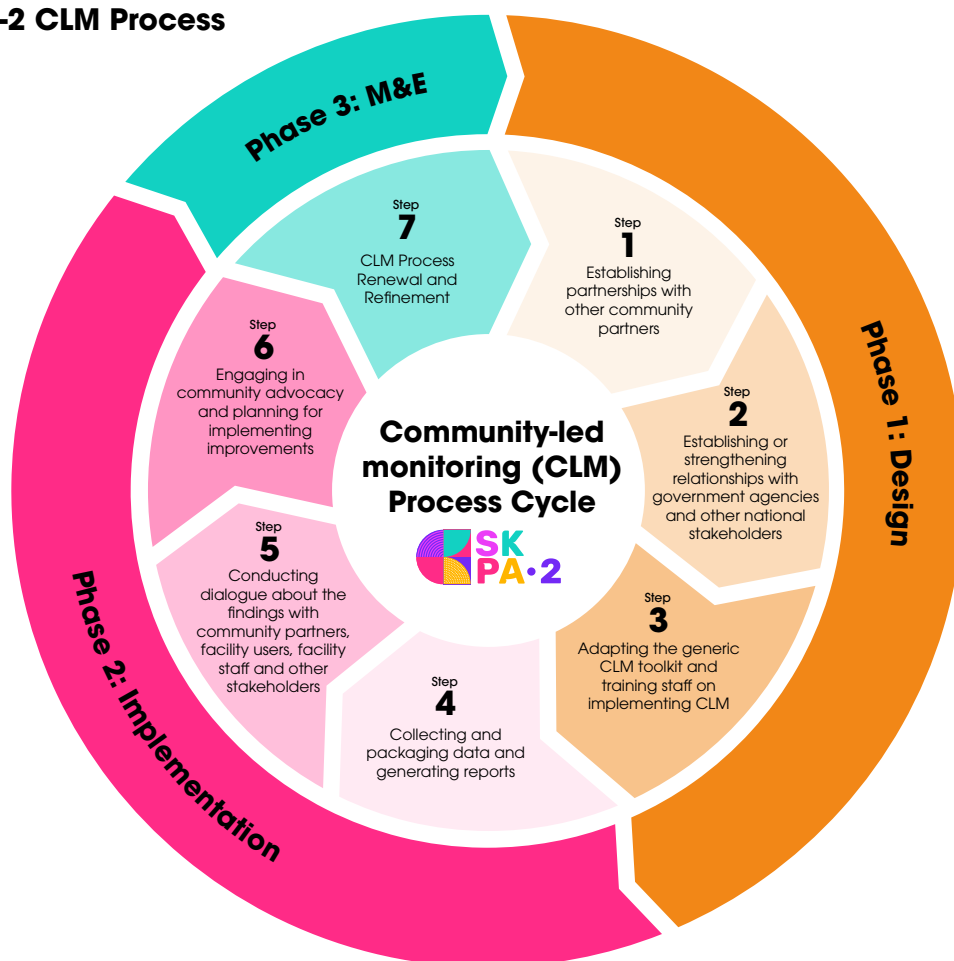 -2 CLM Process
Phase 1: Design
Phase 2: Implementation
Phase 3: M&E
Step
1
Establishing
partnerships with
other community
partners
Step
2
Establishing or
strengthening
relationships with
government agencies
and other national
stakeholders
Step
3
Adapting the generic
CLM toolkit and
training staff on
implementing CLM
Step
4
Collecting and
packaging data and
generating reports
Step
5
Conducting
dialogue about the
findings with
community partners,
facility users, facility
staff and other
stakeholders
Step
6
Engaging in
community advocacy
and planning for
implementing
improvements
Step
7
CLM Process
Renewal and
Refinement
Community-led
monitoring (CLM)
Process Cycle
SK
PA·2